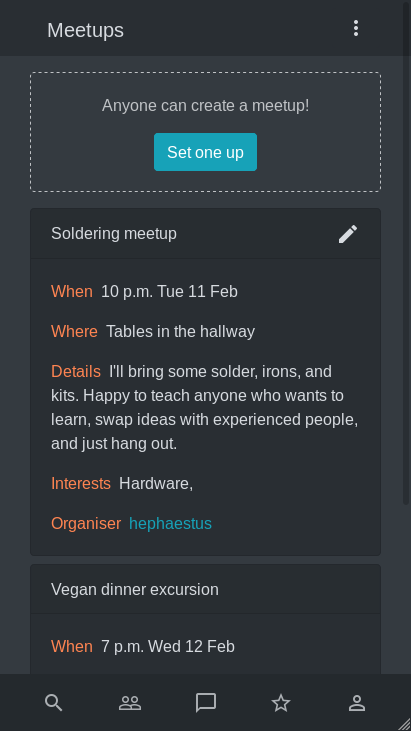 Meetups
Anyone can create a meetup!
Set one up
Soldering meetup
When 10 p.m. Tue 11 Feb
Where Tables in the hallway
Details I'll bring some solder, irons, and
kits. Happy to teach anyone who wants to
learn, swap ideas with experienced people,
and just hang out.
Interests Hardware,
Organiser hephaestus
Vegan dinner excursion
When 7 p.m. Wed 12 Feb